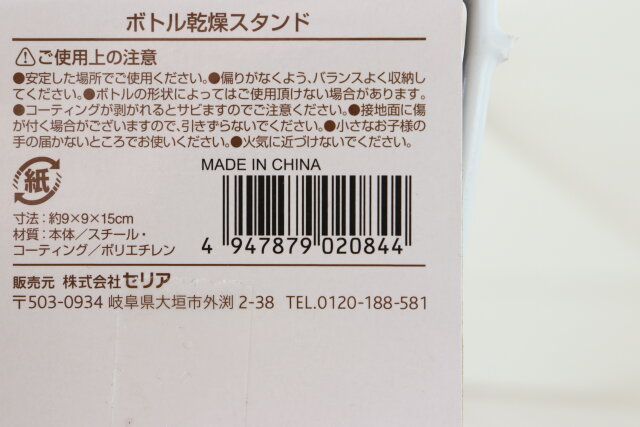 ボトル乾燥スタンド
⚠ご使用上の注意
●安定した場所でご使用ください。●偏りがなくよう、バランスよく収納し
てください。●ボトルの形状によってはご使用頂けない場合があります。
●コーティングが剥がれるとサビますのでご注意ください。●接地面に傷
が付く場合がございますので、引きずらないでください。●小さなお子様の
手の届かないところでお使いください。●火気に近づけないでください。
MADE IN CHINA
紙
寸法：約9×9×15cm
材質：本体／スチール・
コーティング／ポリエチレン
4 947879 020844
販売元 株式会社セリア
〒503-0934 岐阜県大垣市外渕 2-38 TEL.0120-188-581